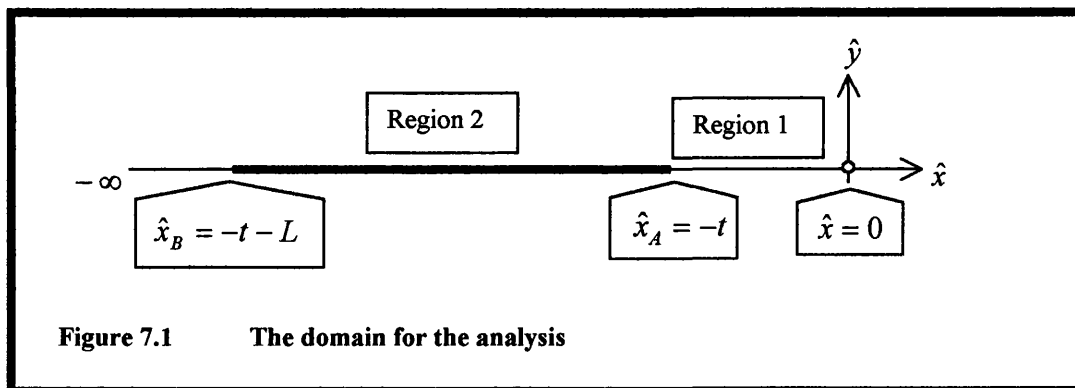 ŷ
Region 2
Region 1
−∞
x̂
x̂_B = −t − L
x̂_A = −t
x̂ = 0
Figure 7.1 The domain for the analysis